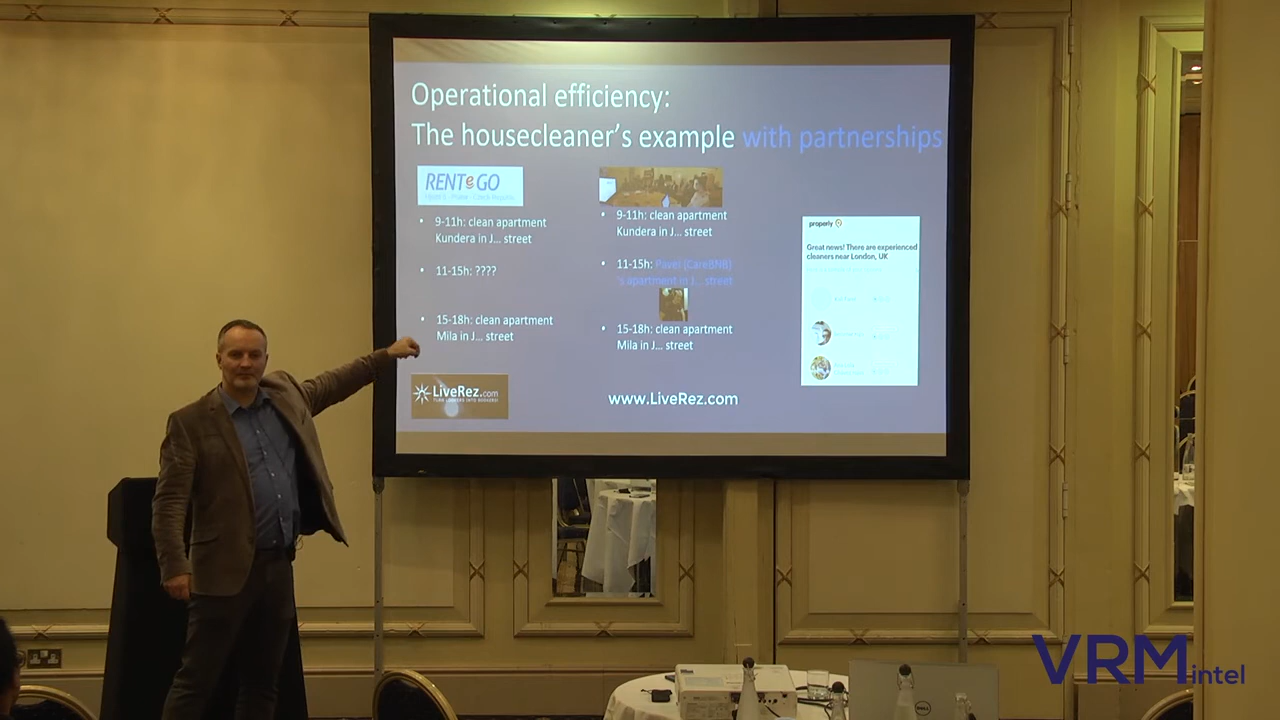 Operational efficiency:
The housecleaner's example with partnerships
RENTeGO
• 9-11h: clean apartment
Kundera in J... street
• 11-15h: ????
• 15-18h: clean apartment
Mila in J... street
LiveRez.com
• 9-11h: clean apartment
Kundera in J... street
• 11-15h: Pavel (CareBNB)
's apartment in J... street
• 15-18h: clean apartment
Mila in J... street
www.LiveRez.com
properly
Great news! There are experienced
cleaners near London, UK
DELL
VRMintel